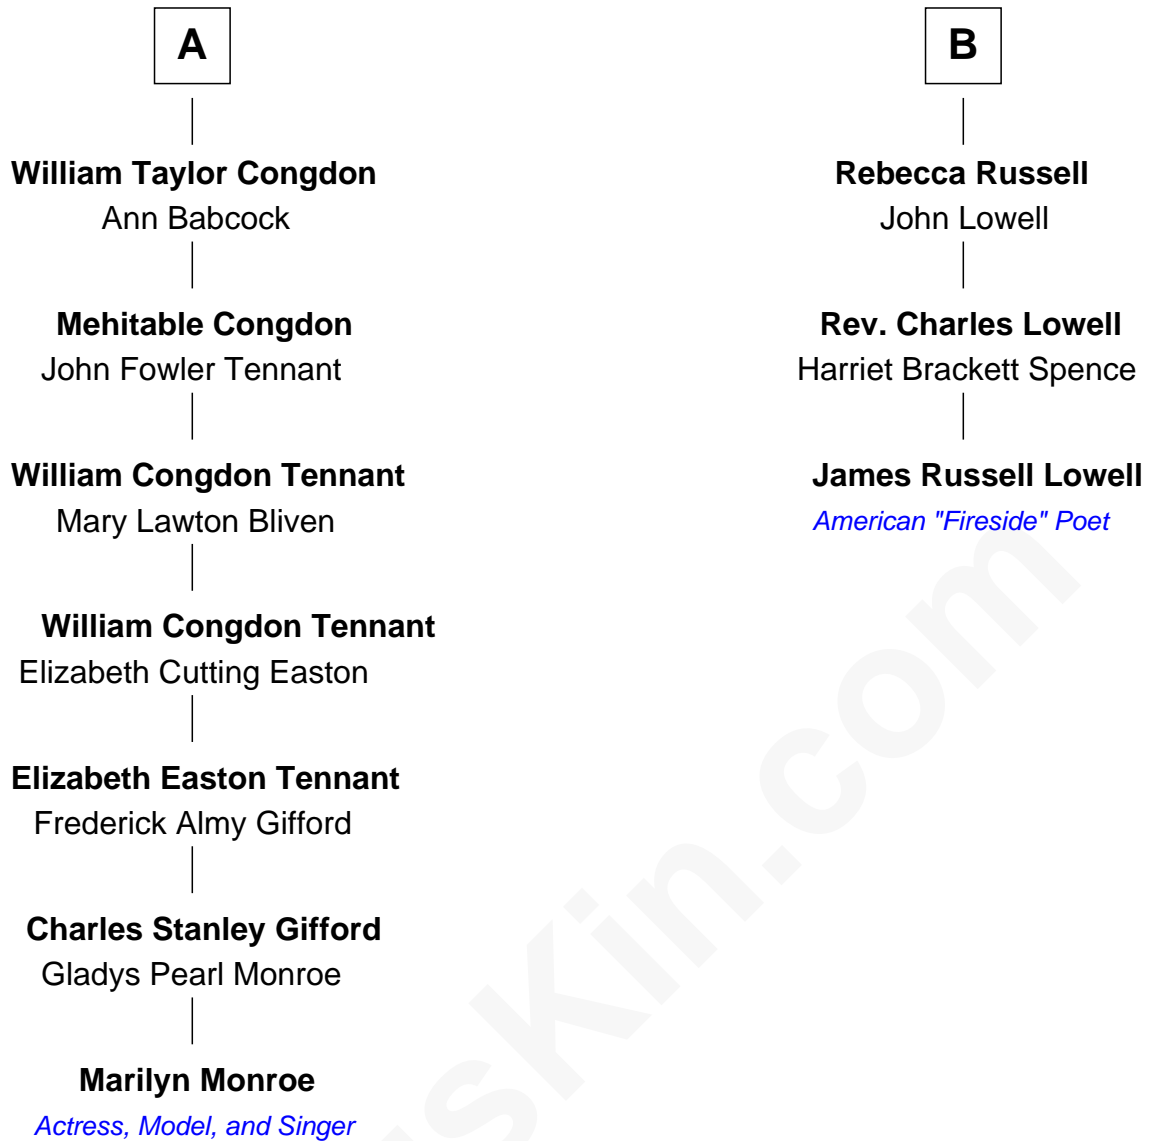 A
William Taylor Congdon
Ann Babcock
Mehitable Congdon
John Fowler Tennant
William Congdon Tennant
Mary Lawton Bliven
William Congdon Tennant
Elizabeth Cutting Easton
Elizabeth Easton Tennant
Frederick Almy Gifford
Charles Stanley Gifford
Gladys Pearl Monroe
Marilyn Monroe
Actress, Model, and Singer
B
Rebecca Russell
John Lowell
Rev. Charles Lowell
Harriet Brackett Spence
James Russell Lowell
American "Fireside" Poet
usKin.com